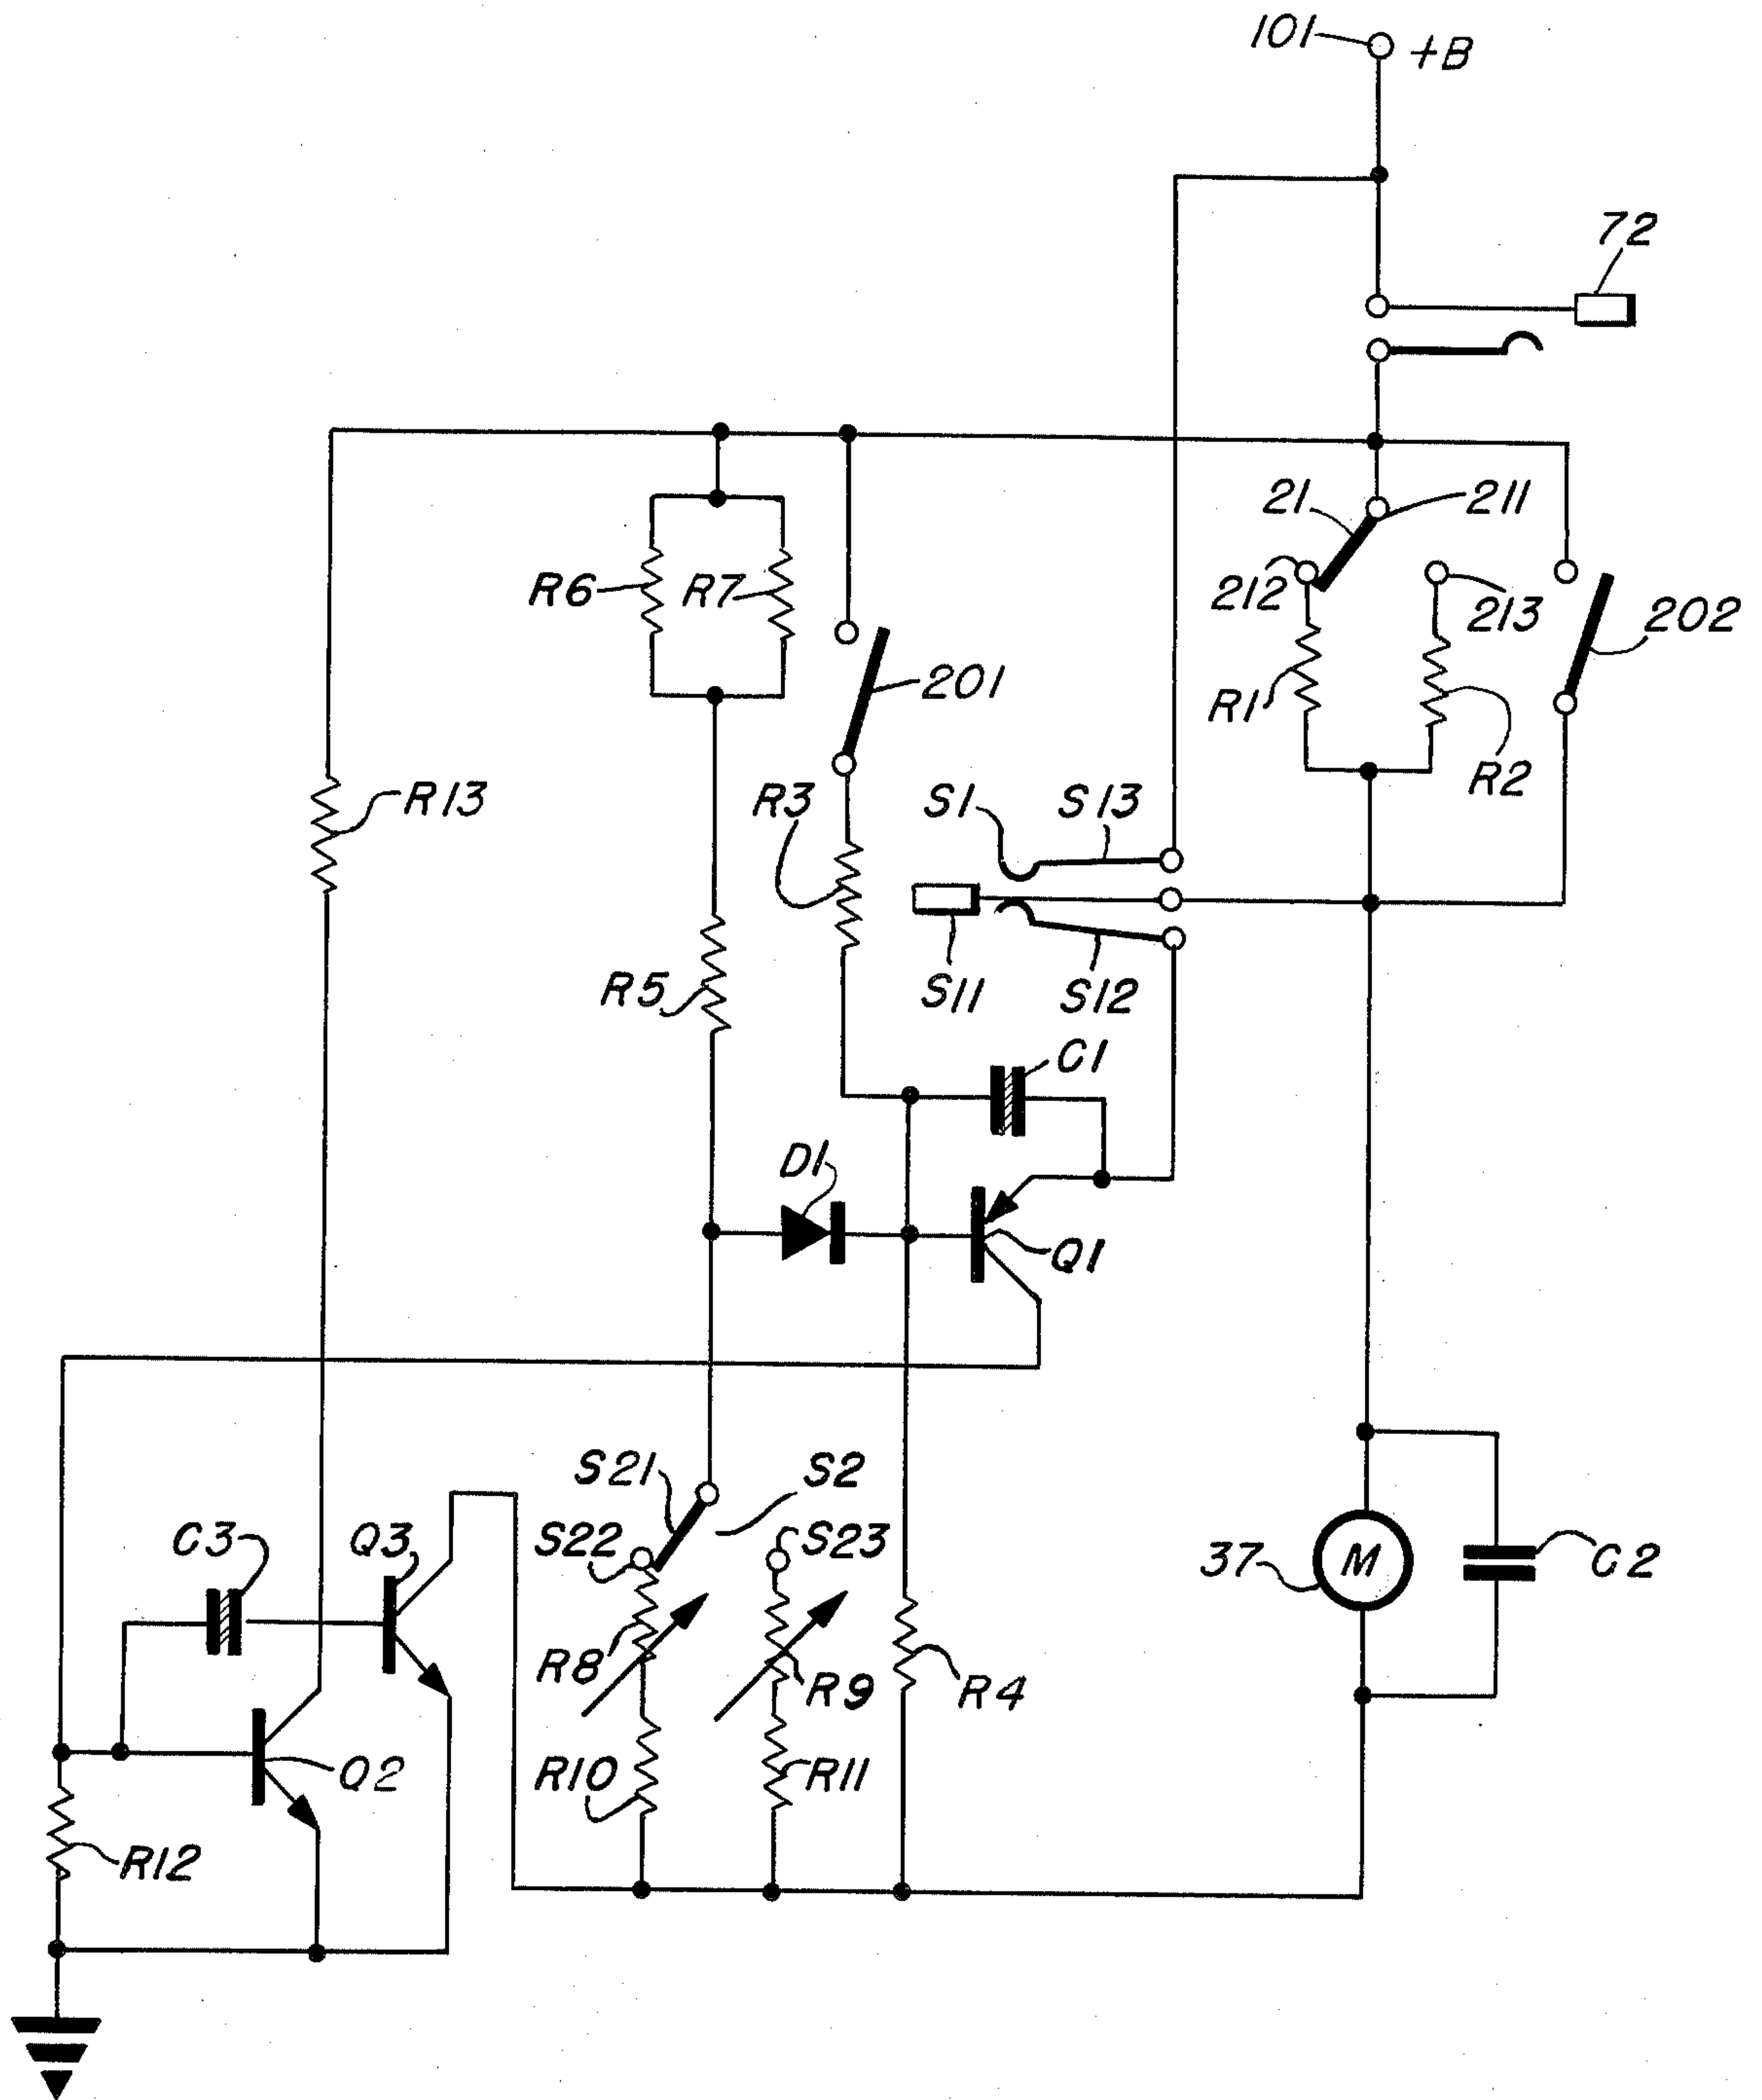 101
+B
72
21
211
R6
R7
212
213
202
201
R1
R2
R13
R3
S1
S13
R5
S11
S12
C1
D1
Q1
S21
S2
C3
Q3
S22
S23
37
M
C2
R8
R9
R4
Q2
R10
R11
R12